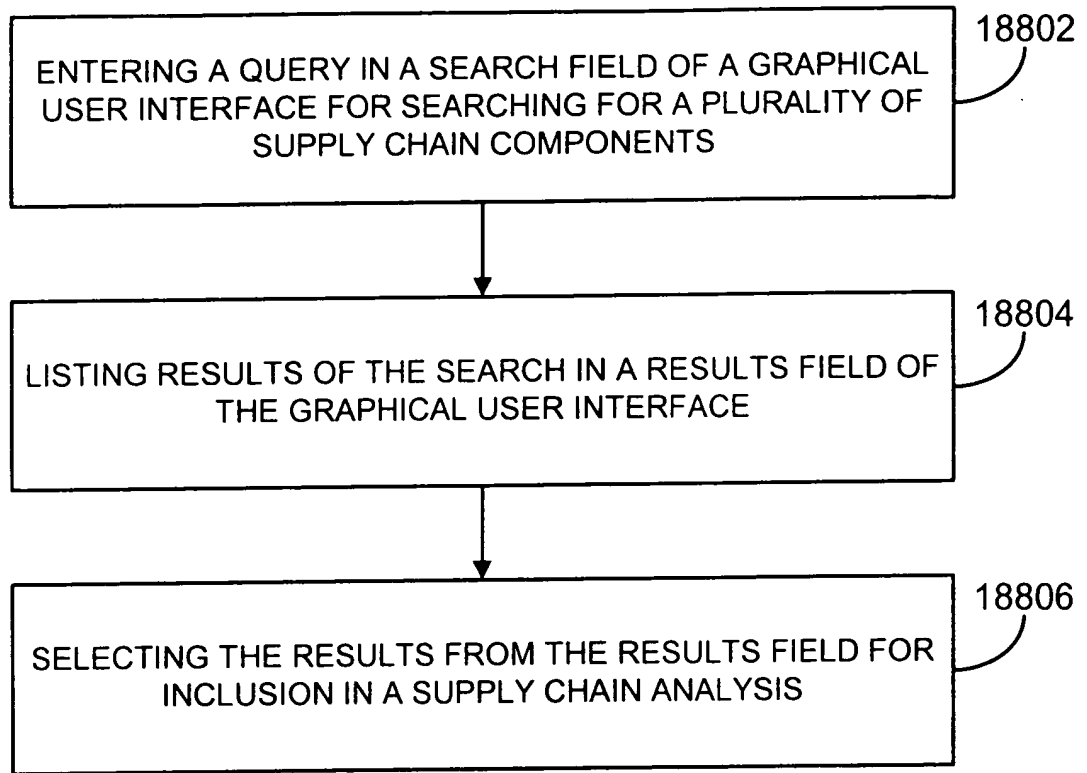 18802
ENTERING A QUERY IN A SEARCH FIELD OF A GRAPHICAL
USER INTERFACE FOR SEARCHING FOR A PLURALITY OF
SUPPLY CHAIN COMPONENTS
18804
LISTING RESULTS OF THE SEARCH IN A RESULTS FIELD OF
THE GRAPHICAL USER INTERFACE
18806
SELECTING THE RESULTS FROM THE RESULTS FIELD FOR
INCLUSION IN A SUPPLY CHAIN ANALYSIS